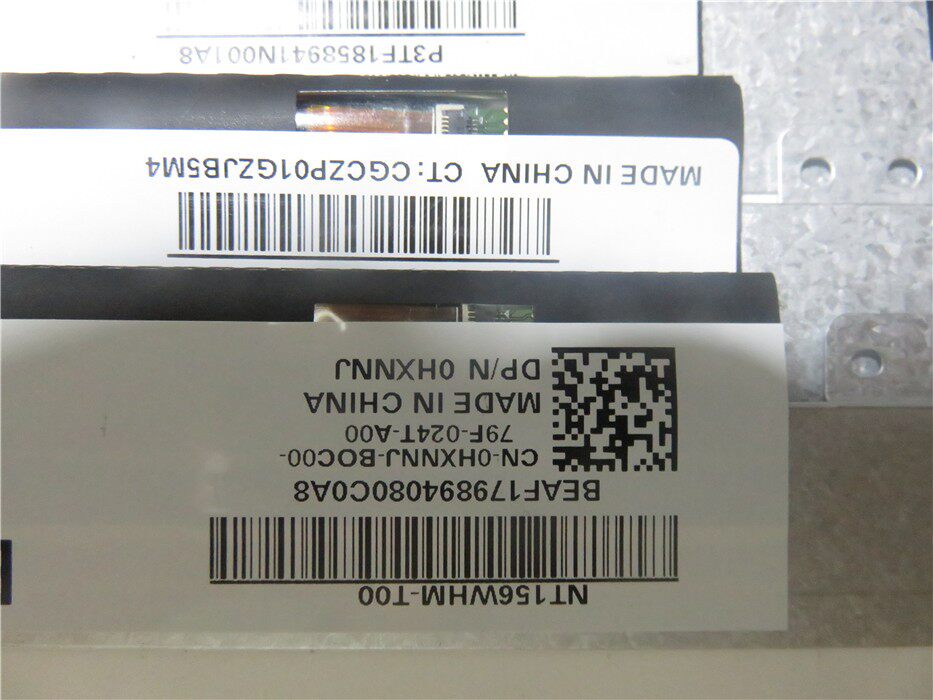 NT156WHM-T00
BEAF179894080C0A8
CN-0HXNNJ-BOC00-
79F-024T-A00
MADE IN CHINA
DP/N 0HXNNJ
MADE IN CHINA CT: CGCZP01GZJB5M4
P3TF1858941N001A8